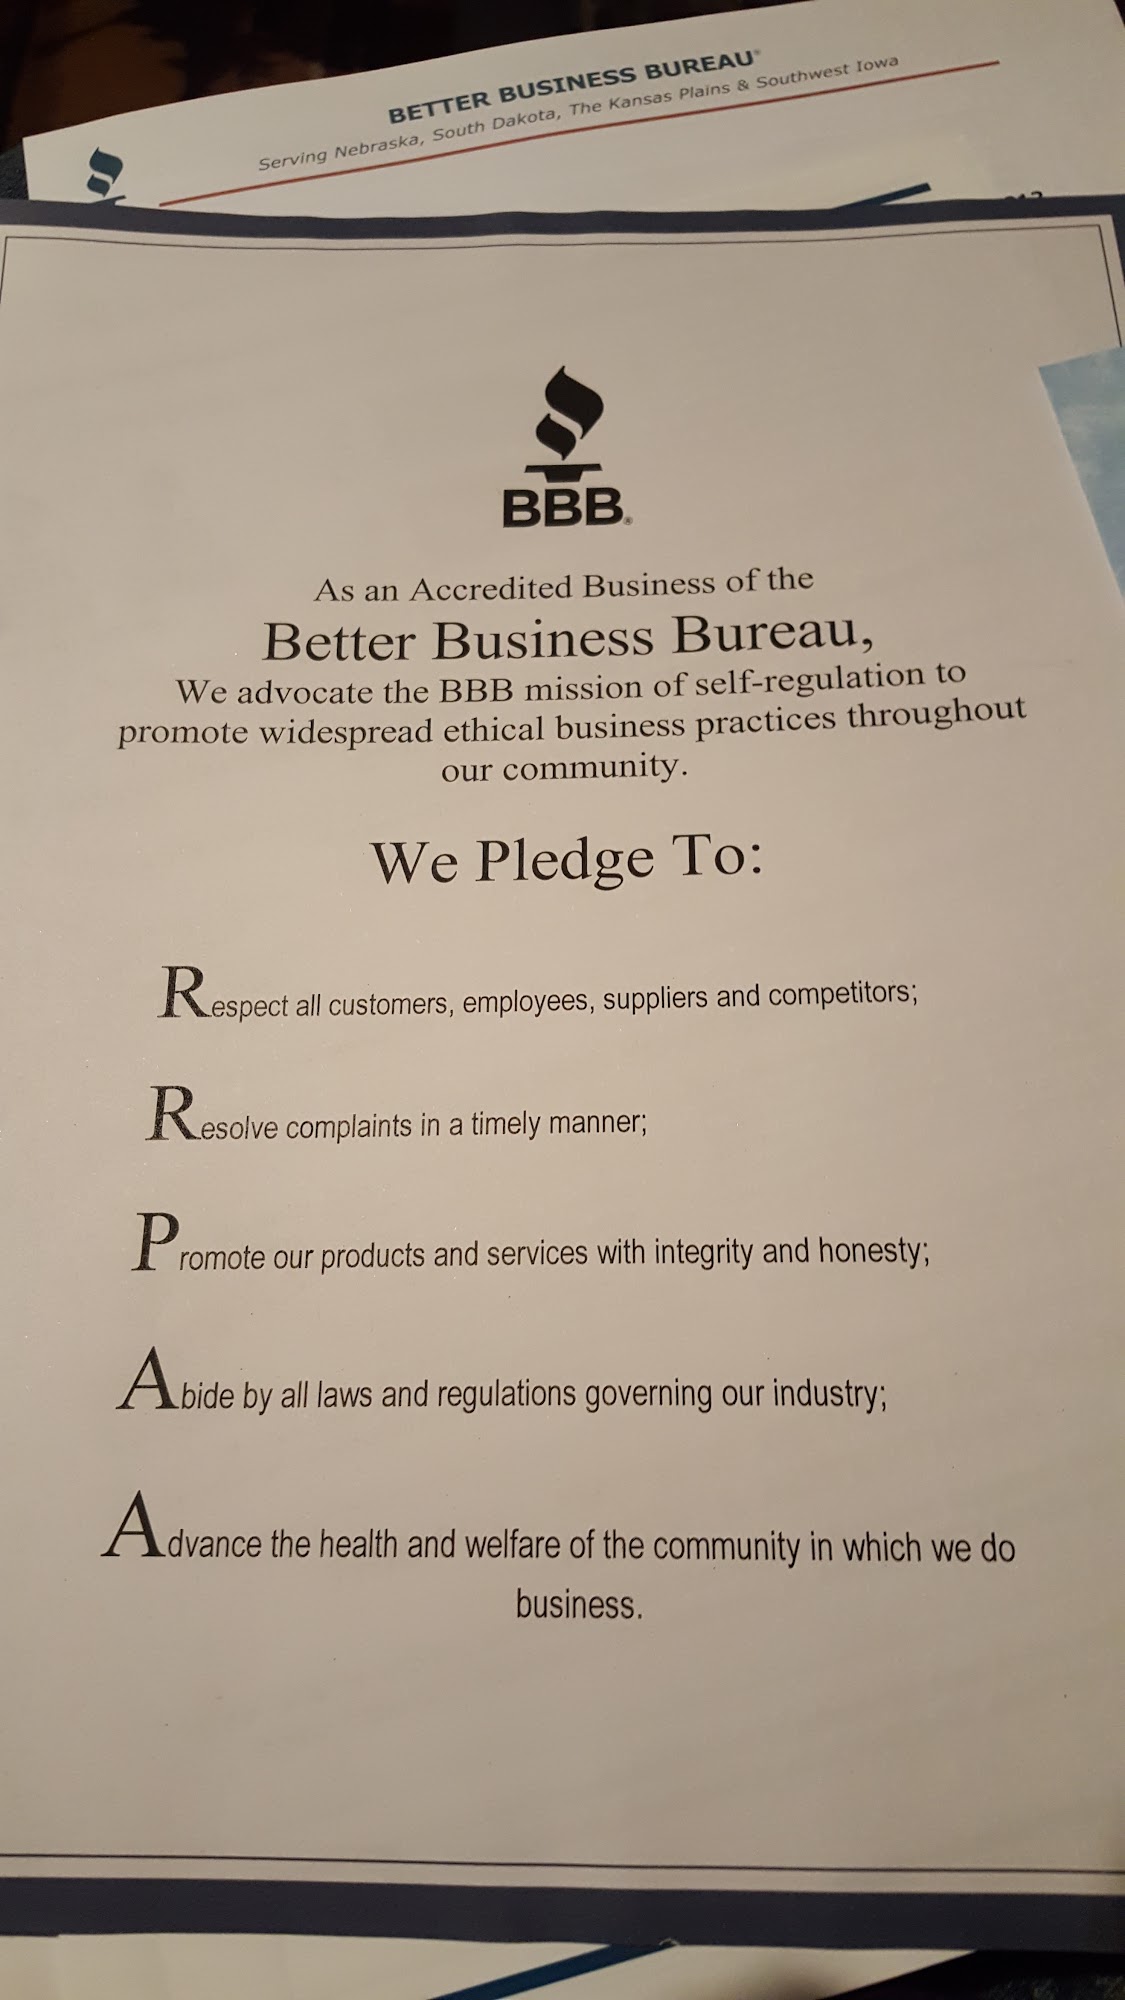 BETTER BUSINESS BUREAU®
Serving Nebraska, South Dakota, The Kansas Plains & Southwest Iowa
BBB®
As an Accredited Business of the
Better Business Bureau,
We advocate the BBB mission of self-regulation to
promote widespread ethical business practices throughout
our community.
We Pledge To:
Respect all customers, employees, suppliers and competitors;
Resolve complaints in a timely manner;
Promote our products and services with integrity and honesty;
Abide by all laws and regulations governing our industry;
Advance the health and welfare of the community in which we do
business.